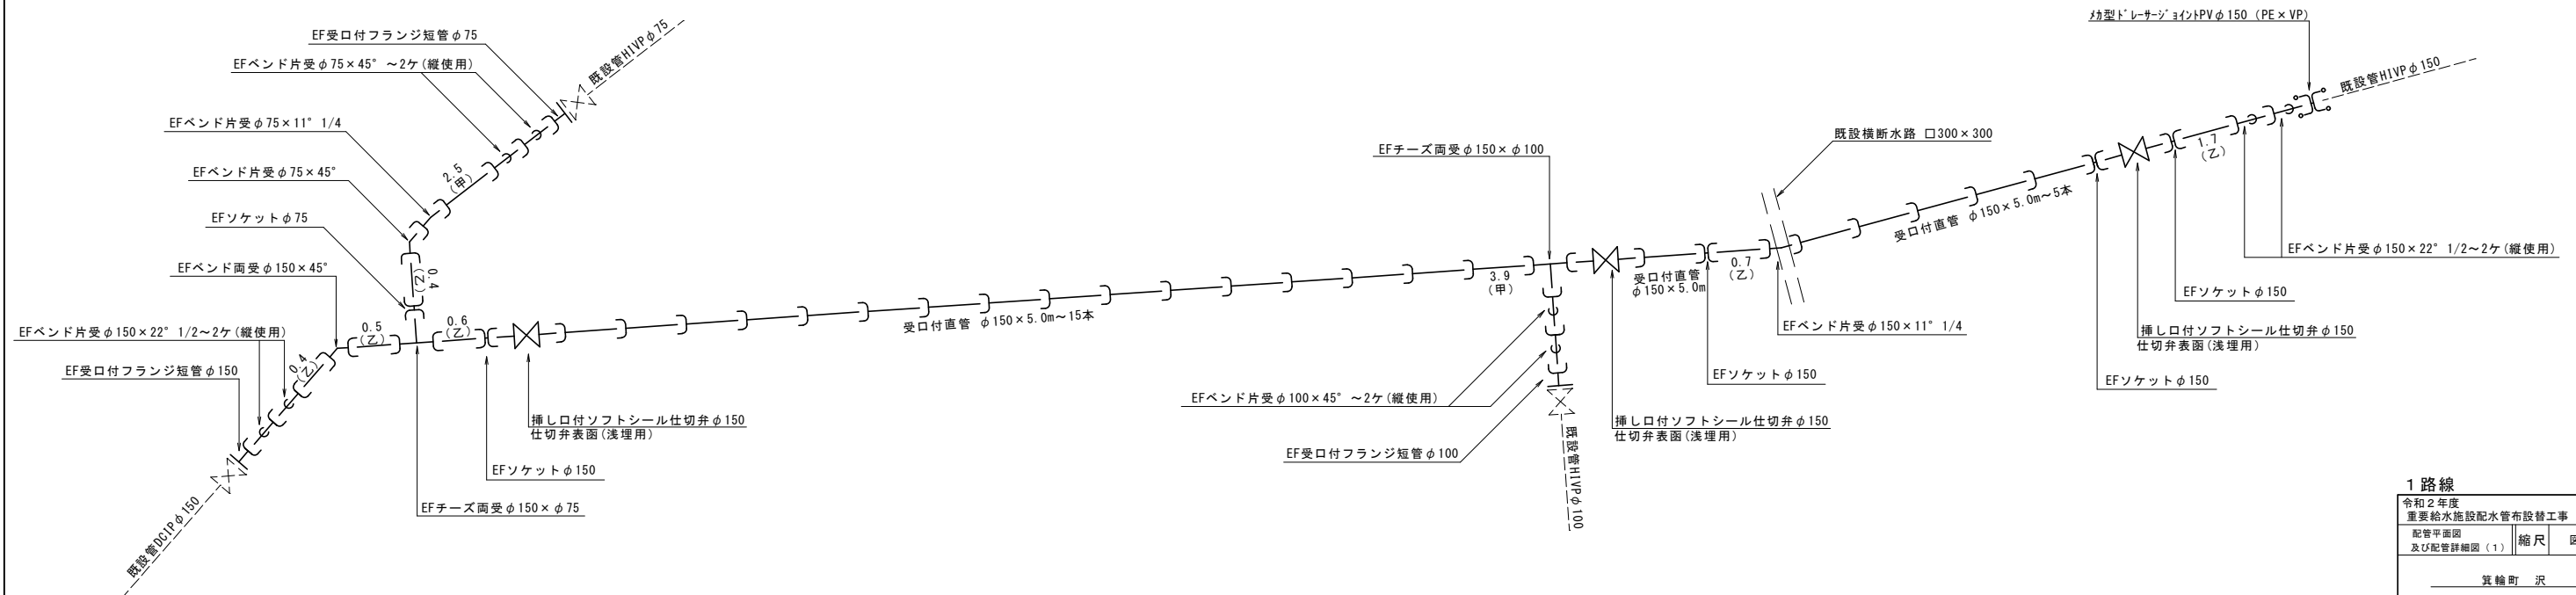 EF受口付フランジ短管φ75
EFベンド片受φ75×45° ～2ケ(縦使用)
既設管HIVPφ75
EFベンド片受φ75×11° 1/4
2.5
(甲)
EFベンド片受φ75×45°
EFソケットφ75
0.4
(乙)
EFベンド両受φ150×45°
EFベンド片受φ150×22° 1/2～2ケ(縦使用)
0.5
(乙)
0.6
(乙)
0.4
(乙)
EF受口付フランジ短管φ150
既設管DCIPφ150
挿し口付ソフトシール仕切弁φ150
仕切弁表函(浅埋用)
EFソケットφ150
EFチーズ両受φ150×φ75
受口付直管 φ150×5.0m～15本
EFチーズ両受φ150×φ100
3.9
(甲)
EFベンド片受φ100×45° ～2ケ(縦使用)
EF受口付フランジ短管φ100
既設管HIVPφ100
受口付直管
φ150×5.0m
0.7
(乙)
挿し口付ソフトシール仕切弁φ150
仕切弁表函(浅埋用)
EFソケットφ150
EFベンド片受φ150×11° 1/4
既設横断水路 口300×300
受口付直管 φ150×5.0m～5本
メカ型ドレーサージョイントPVφ150 (PE×VP)
既設管HIVPφ150
1.7
(乙)
EFベンド片受φ150×22° 1/2～2ケ(縦使用)
EFソケットφ150
挿し口付ソフトシール仕切弁φ150
仕切弁表函(浅埋用)
EFソケットφ150
1路線
令和2年度
重要給水施設配水管布設替工事
配管平面図
及び配管詳細図(1)
縮尺
図
箕輪町 沢